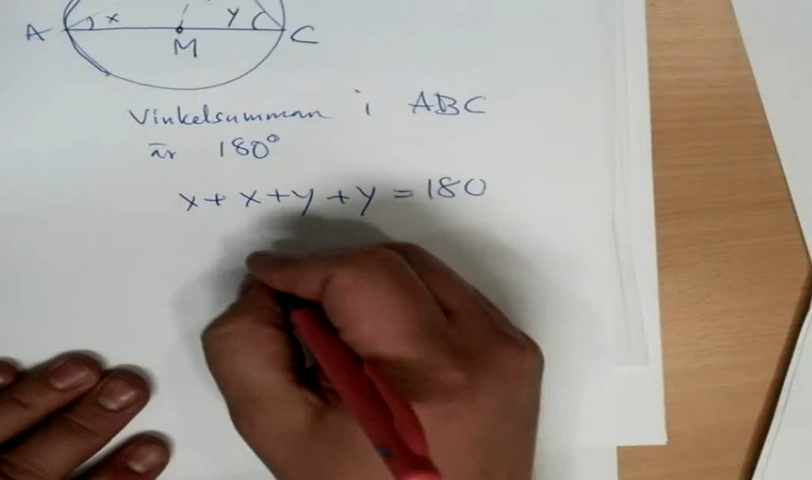 A x y C
M
Vinkelsumman i ABC
är 180°
x + x + y + y = 180